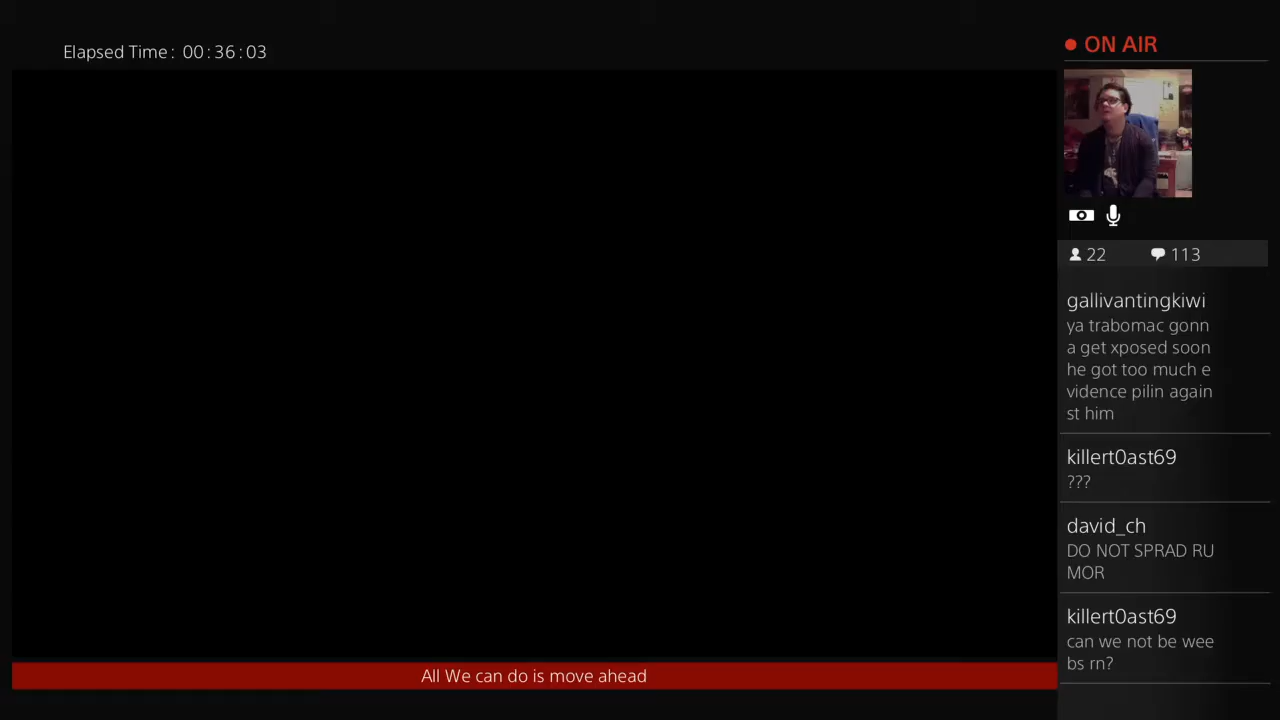 Elapsed Time: 00:36:03
ON AIR
22 113
gallivantingkiwi
ya trabomac gonn
a get xposed soon
he got too much e
vidence pilin again
st him
killert0ast69
???
david_ch
DO NOT SPRAD RU
MOR
killert0ast69
can we not be wee
bs rn?
All We can do is move ahead